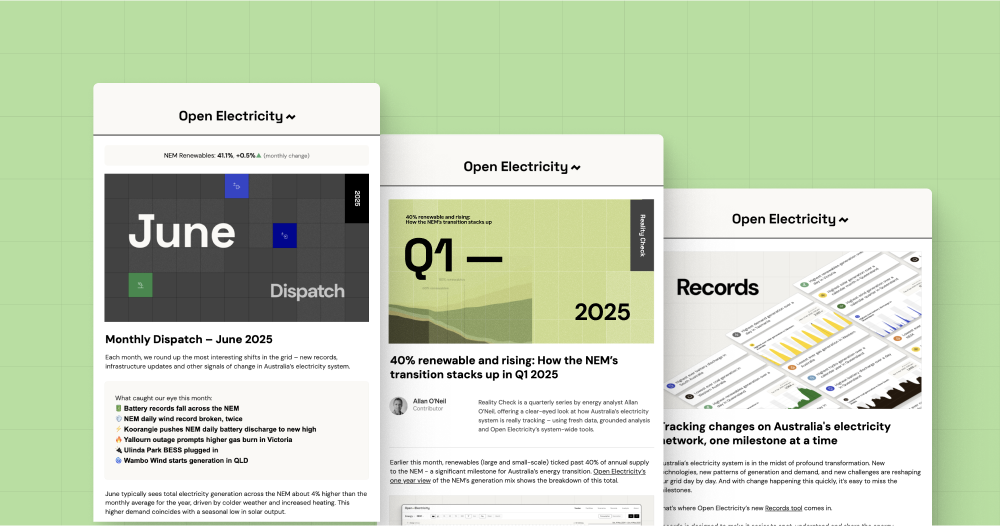 Open Electricity
NEM Renewables: 41.1%, +0.5% (monthly change)
2025
June
Dispatch
Monthly Dispatch – June 2025
Each month, we round up the most interesting shifts in the grid – new records,
infrastructure updates and other signals of change in Australia's electricity system.
What caught our eye this month:
Battery records fall across the NEM
NEM daily wind record broken, twice
Koorangie pushes NEM daily battery discharge to new high
Yallourn outage prompts higher gas burn in Victoria
Ulinda Park BESS plugged in
Wambo Wind starts generation in QLD
June typically sees total electricity generation across the NEM about 4% higher than the
monthly average for the year, driven by colder weather and increased heating. This
higher demand coincides with a seasonal low in solar output.
Open Electricity
40% renewable and rising:
How the NEM's transition stacks up
Reality Check
Q1 —
2025
40% renewable and rising: How the NEM's
transition stacks up in Q1 2025
Allan O'Neil
Contributor
Reality Check is a quarterly series by energy analyst Allan
O'Neil, offering a clear-eyed look at how Australia's electricity
system is really tracking – using fresh data, grounded analysis
and Open Electricity's system-wide tools.
Earlier this month, renewables (large and small-scale) ticked past 40% of annual supply
to the NEM - a significant milestone for Australia's energy transition. Open Electricity's
one year view of the NEM's generation mix shows the breakdown of this total.
Open Electricity
Records
Tracking changes on Australia's electricity
network, one milestone at a time
Australia's electricity system is in the midst of profound transformation. New
technologies, new patterns of generation and demand, and new challenges are reshaping
our grid day by day. And with change happening this quickly, it's easy to miss the
milestones.
That's where Open Electricity's new Records tool comes in.